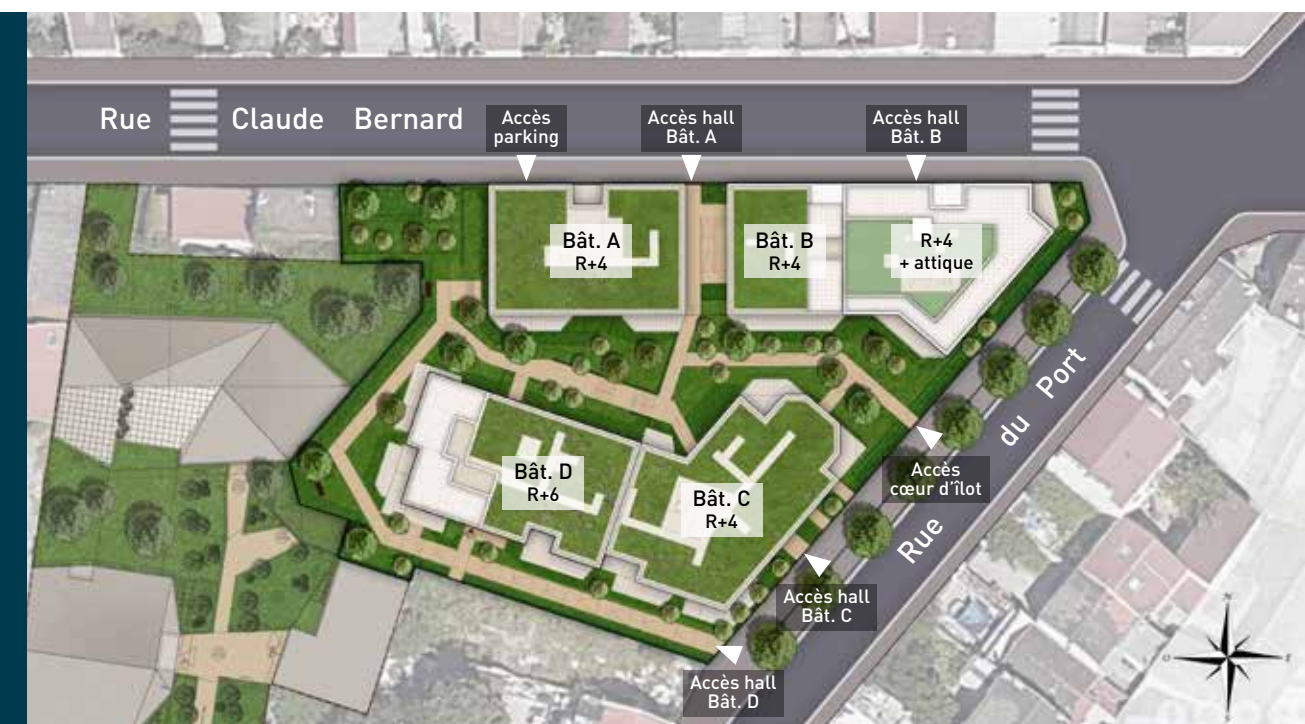 Rue Claude Bernard
Accès
parking
Accès hall
Bât. A
Accès hall
Bât. B
Bât. A
R+4
Bât. B
R+4
R+4
+ attique
Bât. D
R+6
Bât. C
R+4
Accès
cœur d'îlot
Rue du Port
Accès hall
Bât. C
Accès hall
Bât. D
N
O
E